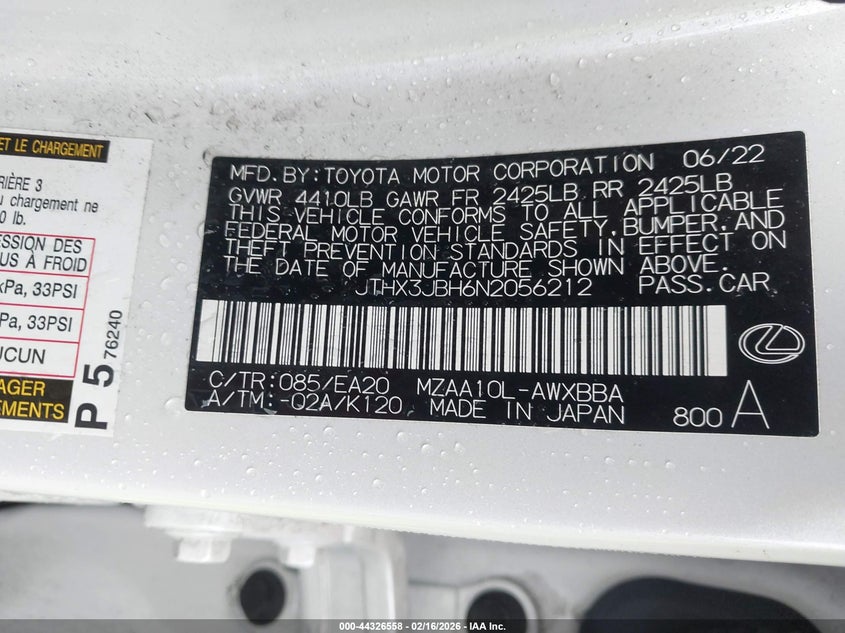 ET LE CHARGEMENT
IÈRE 3
u chargement ne
0 lb.
ESSION DES
US À FROID
kPa, 33PSI
Pa, 33PSI
UCUN
AGER
EMENTS
P 5 76240
MFD. BY: TOYOTA MOTOR CORPORATION 06/22
GVWR 4410LB GAWR FR 2425LB RR 2425LB
THIS VEHICLE CONFORMS TO ALL APPLICABLE
FEDERAL MOTOR VEHICLE SAFETY, BUMPER, AND
THEFT PREVENTION STANDARDS IN EFFECT ON
THE DATE OF MANUFACTURE SHOWN ABOVE.
JTHX3JBH6N2056212 PASS. CAR
C/TR: 085/EA20 MZAA10L-AWXBBA
A/TM: -02A/K120 MADE IN JAPAN 800 A
000-44326558 - 02/16/2026 - IAA Inc.